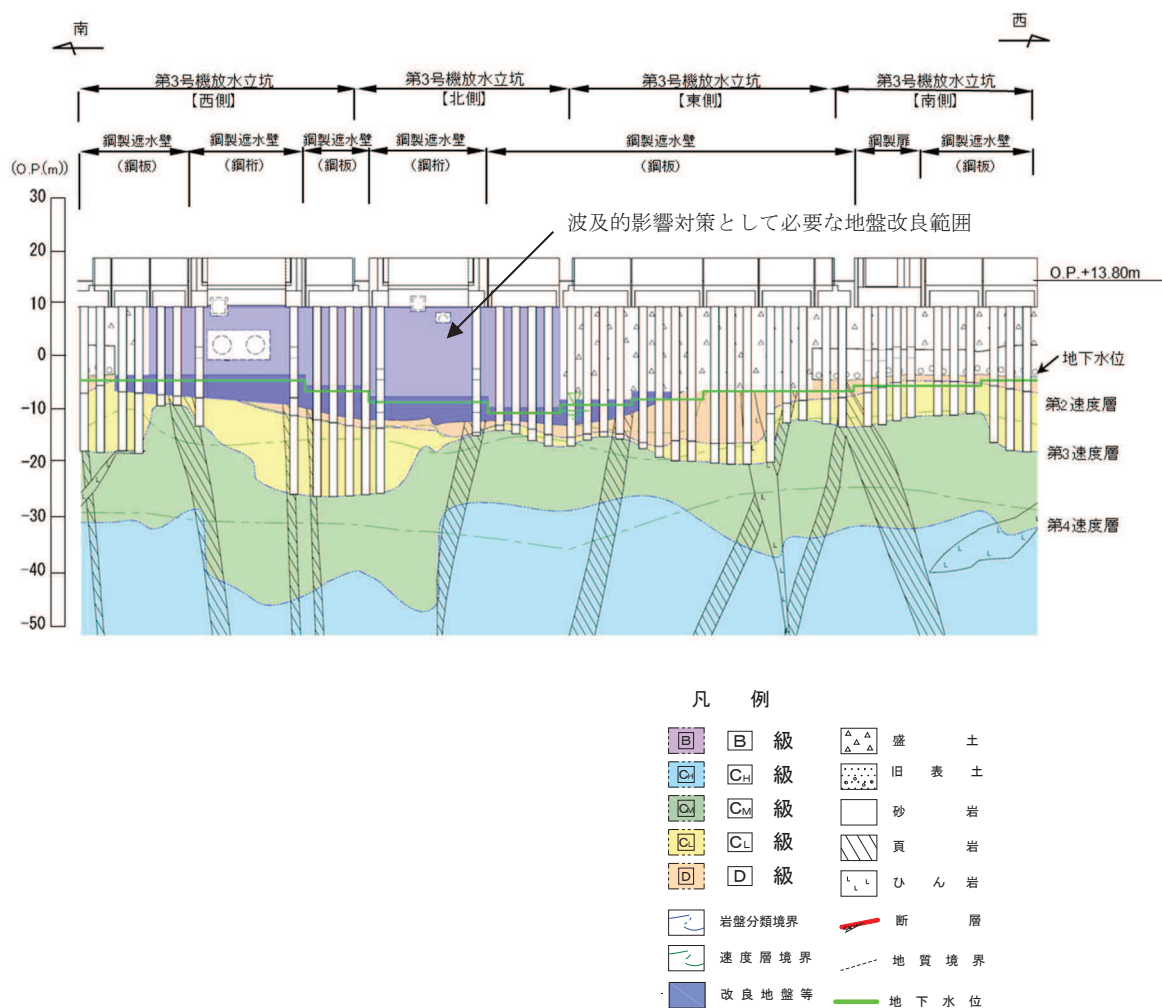 南
西
第3号機放水立坑 第3号機放水立坑 第3号機放水立坑 第3号機放水立坑
【西側】 【北側】 【東側】 【南側】
鋼製遮水壁 鋼製遮水壁 鋼製遮水壁 鋼製遮水壁 鋼製遮水壁 鋼製扉 鋼製遮水壁
(鋼板) (鋼桁) (鋼板) (鋼桁) (鋼板) (鋼板)
(O.P.(m))
30
20
10
0
-10
-20
-30
-40
-50
波及的影響対策として必要な地盤改良範囲
O.P.+13.80m
地下水位
第2速度層
第3速度層
第4速度層
凡 例
B B 級 盛 土
CH CH 級 旧 表 土
CM CM 級 砂 岩
CL CL 級 頁 岩
D D 級 ひ ん 岩
岩盤分類境界 断 層
速度層境界 地質境界
改良地盤等 地下水位